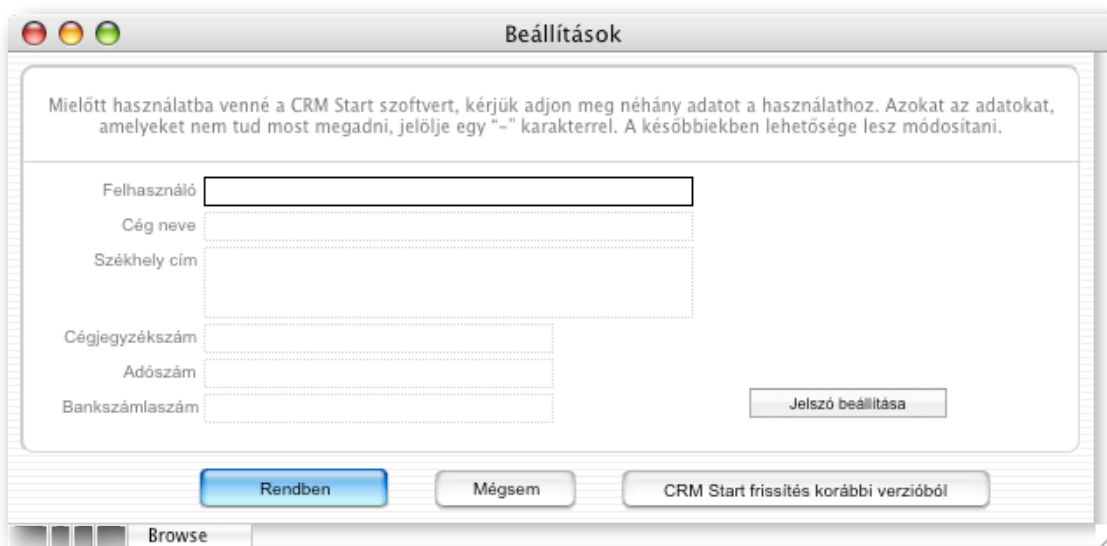 Beállítások
Mielőtt használatba venné a CRM Start szoftvert, kérjük adjon meg néhány adatot a használathoz. Azokat az adatokat,
amelyeket nem tud most megadni, jelölje egy “–” karakterrel. A későbbiekben lehetősége lesz módosítani.
Felhasználó
Cég neve
Székhely cím
Cégjegyzékszám
Adószám
Bankszámlaszám
Jelszó beállítása
Rendben
Mégsem
CRM Start frissítés korábbi verzióból
Browse